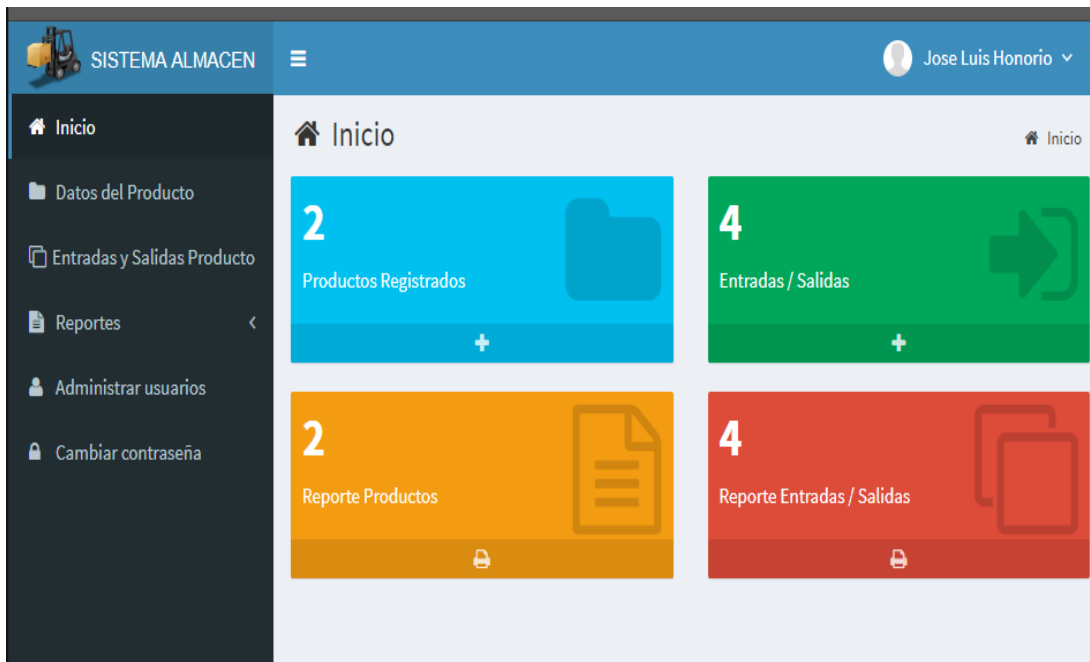 SISTEMA ALMACEN
Jose Luis Honorio
Inicio
Datos del Producto
Entradas y Salidas Producto
Reportes
Administrar usuarios
Cambiar contraseña
Inicio
Inicio
2
Productos Registrados
4
Entradas / Salidas
2
Reporte Productos
4
Reporte Entradas / Salidas